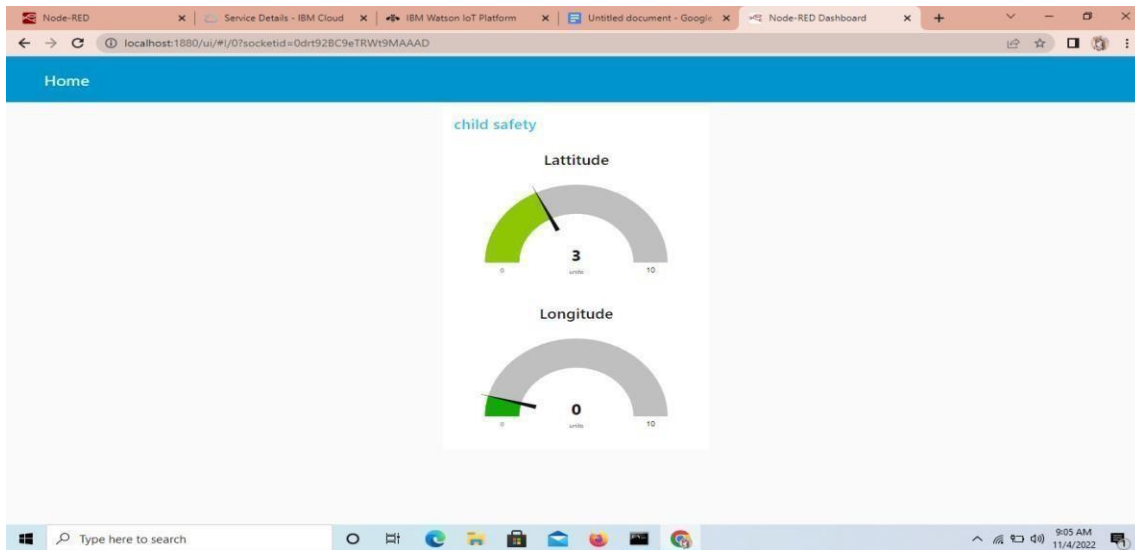 Node-RED
Service Details - IBM Cloud
IBM Watson IoT Platform
Untitled document - Google
Node-RED Dashboard
localhost:1880/ui/#!/0?socketid=0drt92BC9eTRWt9MAAAD
Home
child safety
Lattitude
3
units
0
10
Longitude
0
units
0
10
Type here to search
9:05 AM
11/4/2022